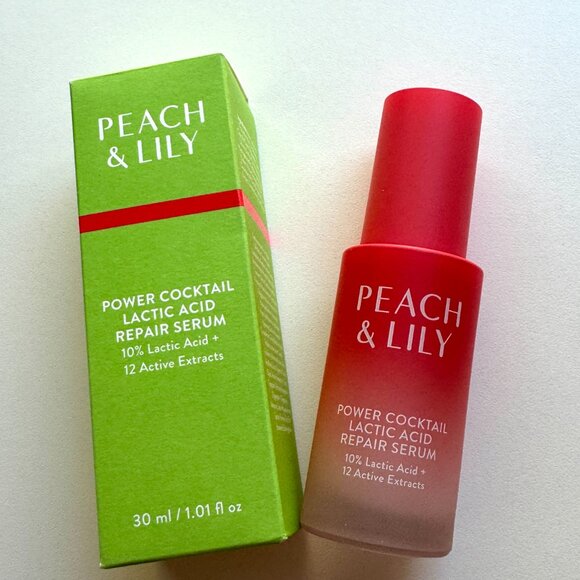 PEACH
& LILY
POWER COCKTAIL
LACTIC ACID
REPAIR SERUM
10% Lactic Acid +
12 Active Extracts
30 ml / 1.01 fl oz
PEACH
& LILY
POWER COCKTAIL
LACTIC ACID
REPAIR SERUM
10% Lactic Acid +
12 Active Extracts